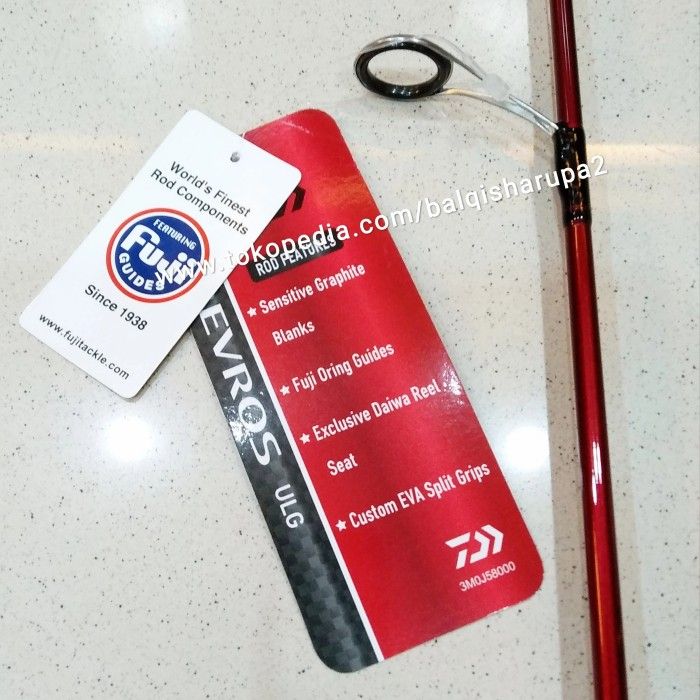 World's Finest
Rod Components
FEATURING
Fuji
GUIDES
Since 1938
www.fujitackle.com
www.tokopedia.com/balqisharupa2
ROD FEATURES
★ Sensitive Graphite
Blanks
★ Fuji Oring Guides
★ Exclusive Daiwa Reel
Seat
★ Custom EVA Split Grips
EVROS ULG
3M0J58000